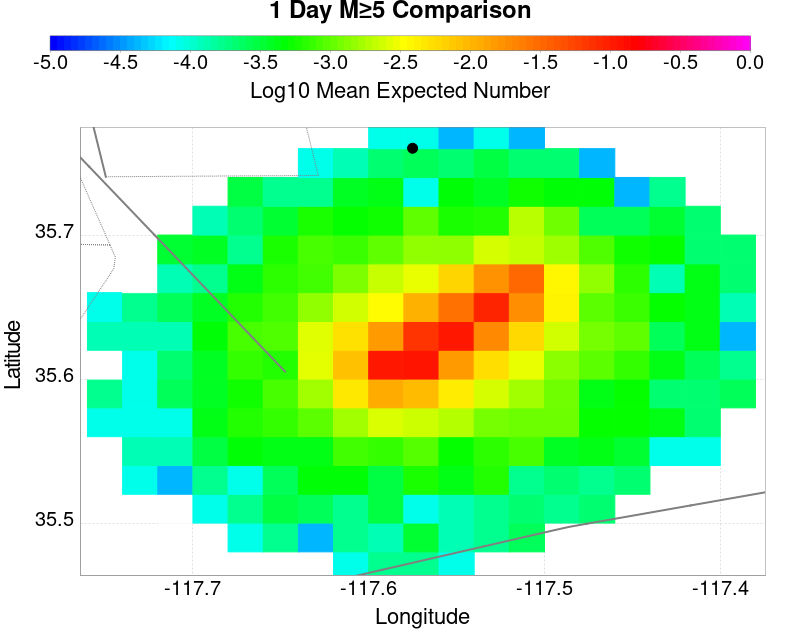 1 Day M≥5 Comparison
-5.0 -4.5 -4.0 -3.5 -3.0 -2.5 -2.0 -1.5 -1.0 -0.5 0.0
Log10 Mean Expected Number
35.7
35.6
35.5
Latitude
-117.7 -117.6 -117.5 -117.4
Longitude